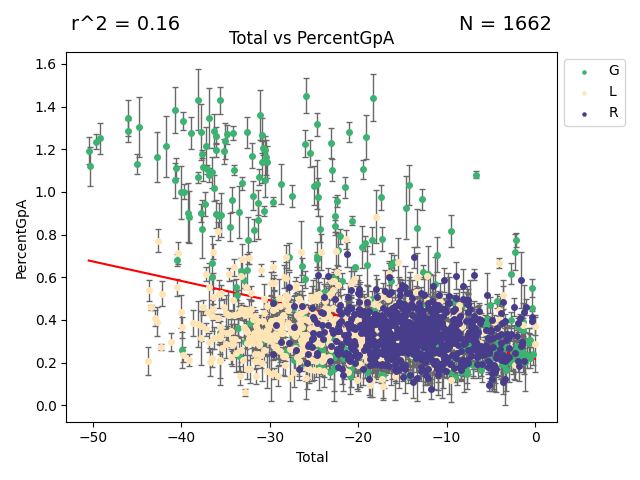 r^2 = 0.16
N = 1662
Total vs PercentGpA
G
L
R
1.6
1.4
1.2
1.0
0.8
0.6
0.4
0.2
0.0
PercentGpA
−50
−40
−30
−20
−10
0
Total